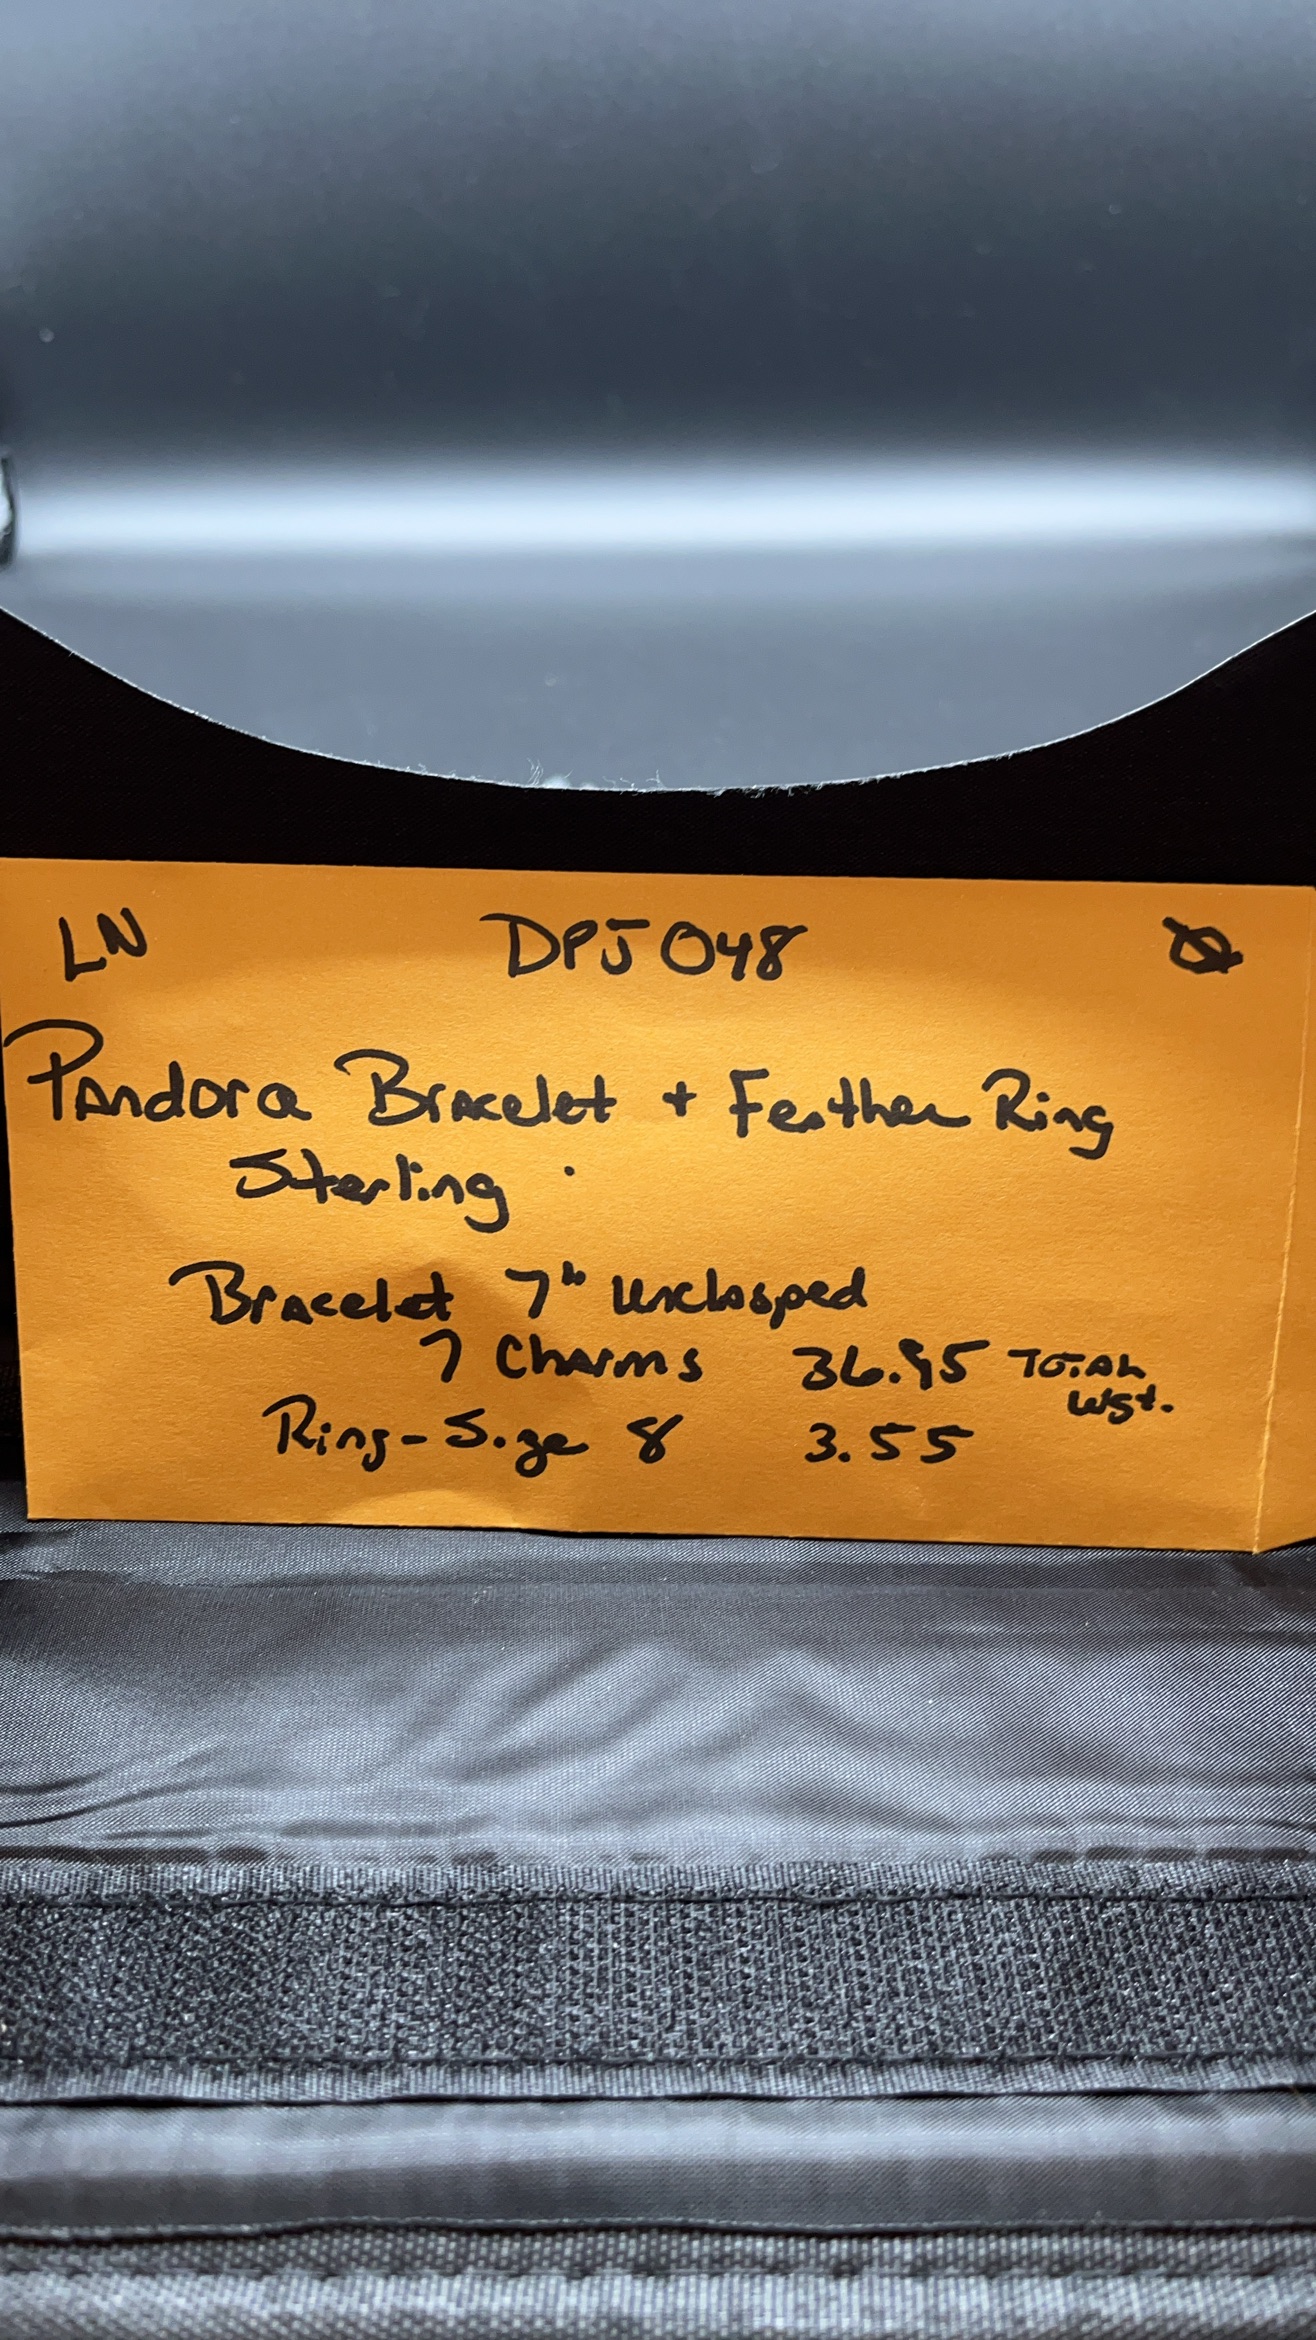 LN DPJ048 Ø
Pandora Bracelet + Feather Ring
Sterling
Bracelet 7" Unclasped
7 Charms 36.95 TOTAL
Wgt.
Ring-Size 8 3.55